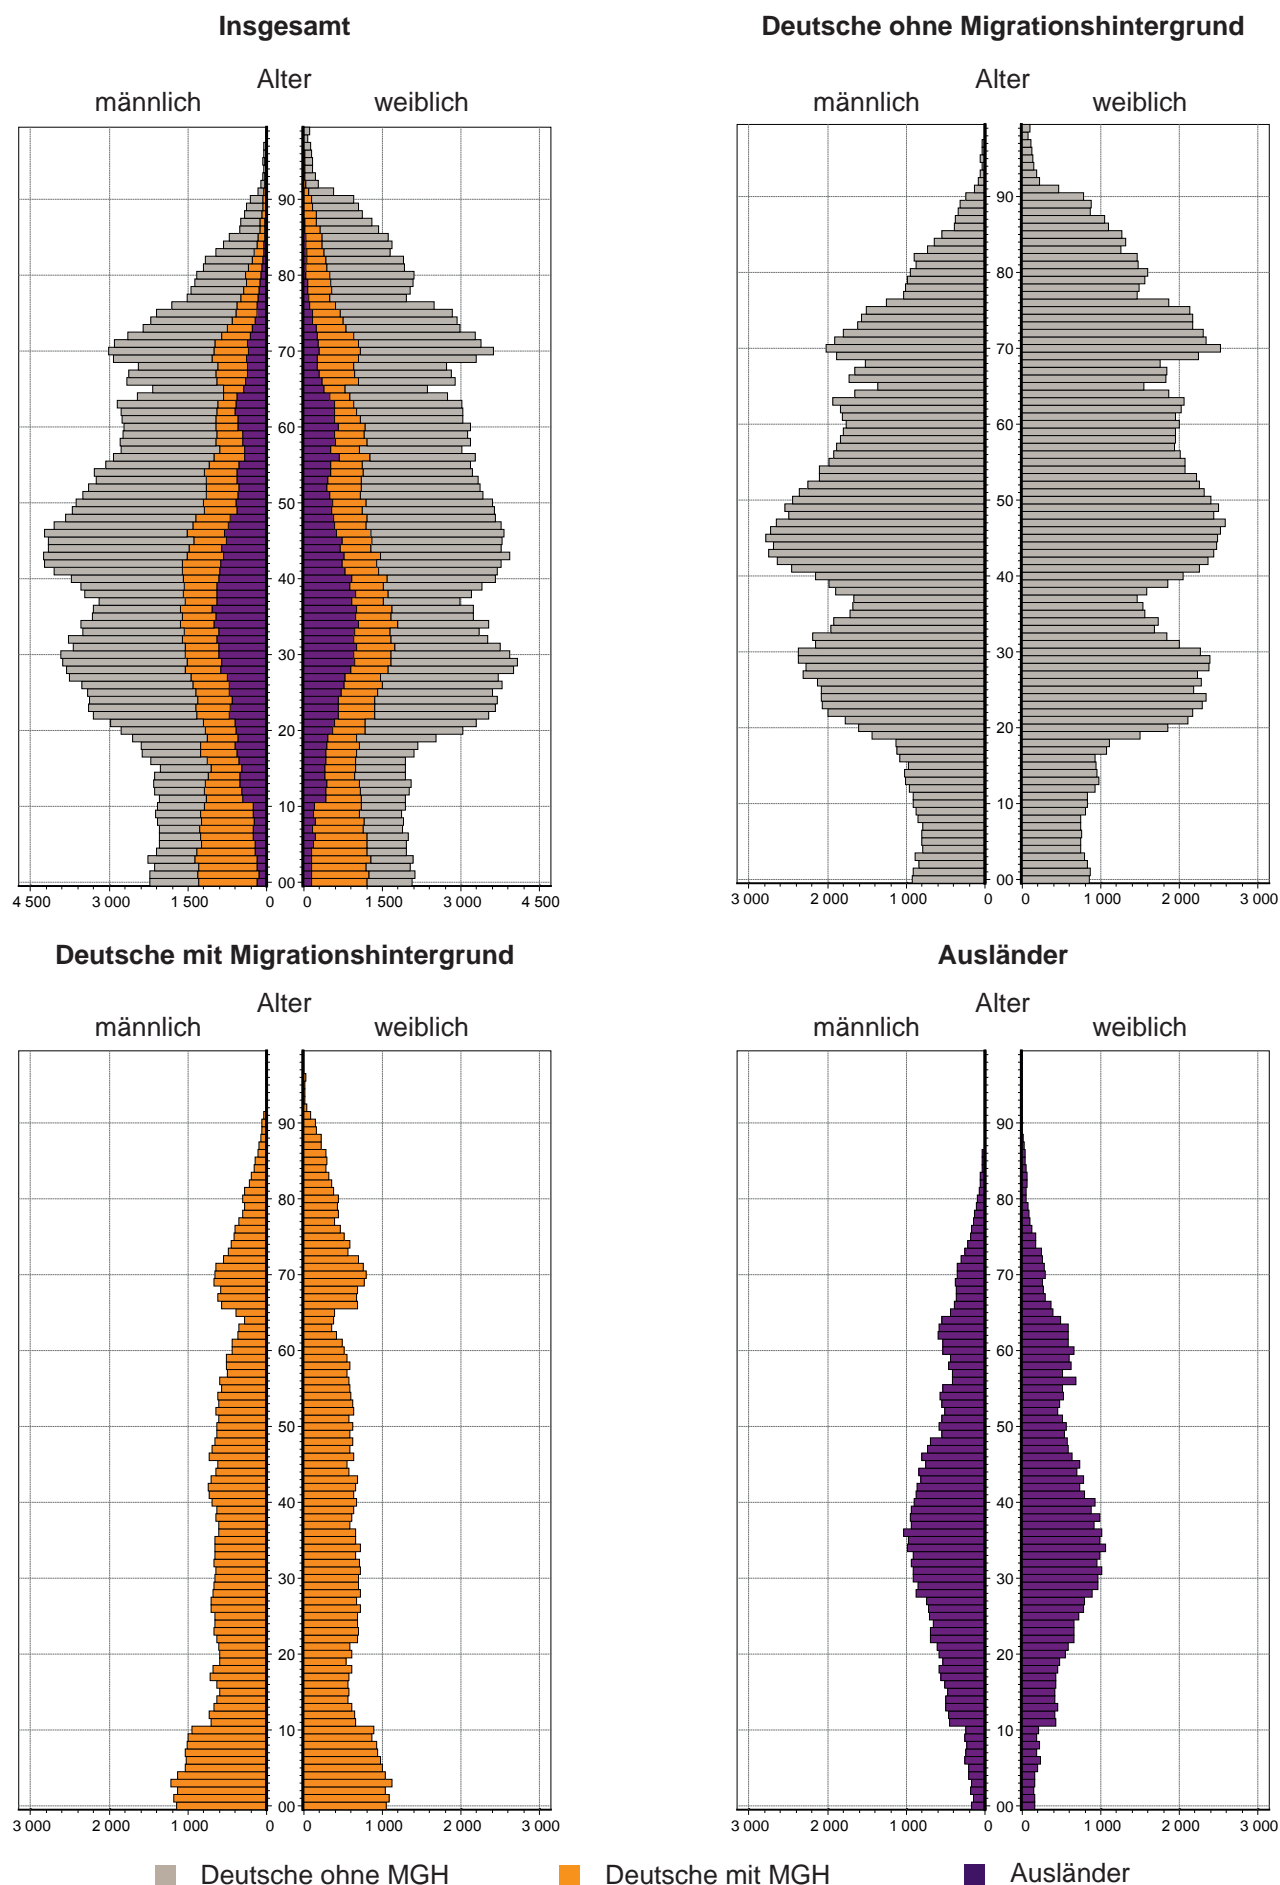 Insgesamt
Alter
männlich weiblich
90
80
70
60
50
40
30
20
10
00
4 500 3 000 1 500 0 0 1 500 3 000 4 500
Deutsche ohne Migrationshintergrund
Alter
männlich weiblich
90
80
70
60
50
40
30
20
10
00
3 000 2 000 1 000 0 0 1 000 2 000 3 000
Deutsche mit Migrationshintergrund
Alter
männlich weiblich
90
80
70
60
50
40
30
20
10
00
3 000 2 000 1 000 0 0 1 000 2 000 3 000
Ausländer
Alter
männlich weiblich
90
80
70
60
50
40
30
20
10
00
3 000 2 000 1 000 0 0 1 000 2 000 3 000
Deutsche ohne MGH Deutsche mit MGH Ausländer